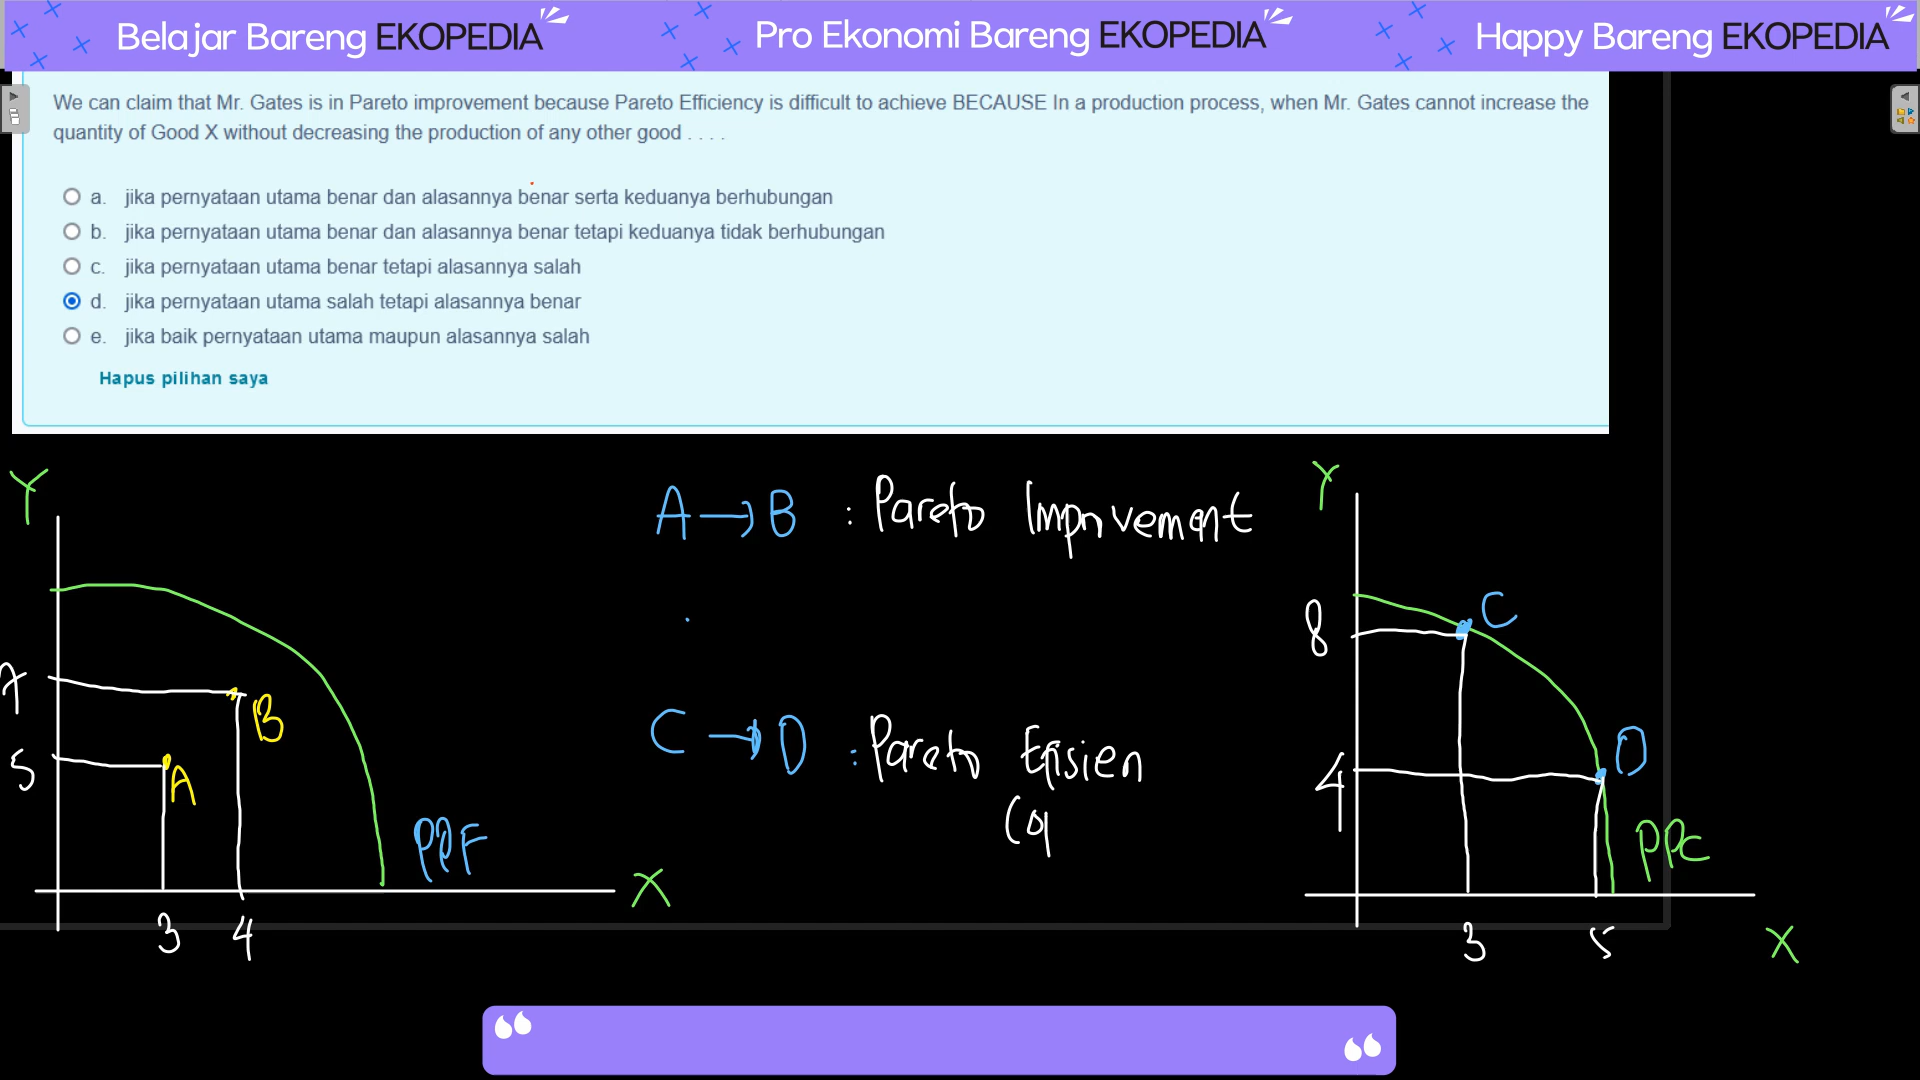 Belajar Bareng EKOPEDIA Pro Ekonomi Bareng EKOPEDIA Happy Bareng EKOPEDIA
We can claim that Mr. Gates is in Pareto improvement because Pareto Efficiency is difficult to achieve BECAUSE In a production process, when Mr. Gates cannot increase the
quantity of Good X without decreasing the production of any other good . . . .
a. jika pernyataan utama benar dan alasannya benar serta keduanya berhubungan
b. jika pernyataan utama benar dan alasannya benar tetapi keduanya tidak berhubungan
c. jika pernyataan utama benar tetapi alasannya salah
d. jika pernyataan utama salah tetapi alasannya benar
e. jika baik pernyataan utama maupun alasannya salah
Hapus pilihan saya
Y
7
5
A
B
PPF
3 4
X
A → B : Pareto Improvement
C → D : Pareto Efisien
Y
8
4
C
D
PPC
3 5
X